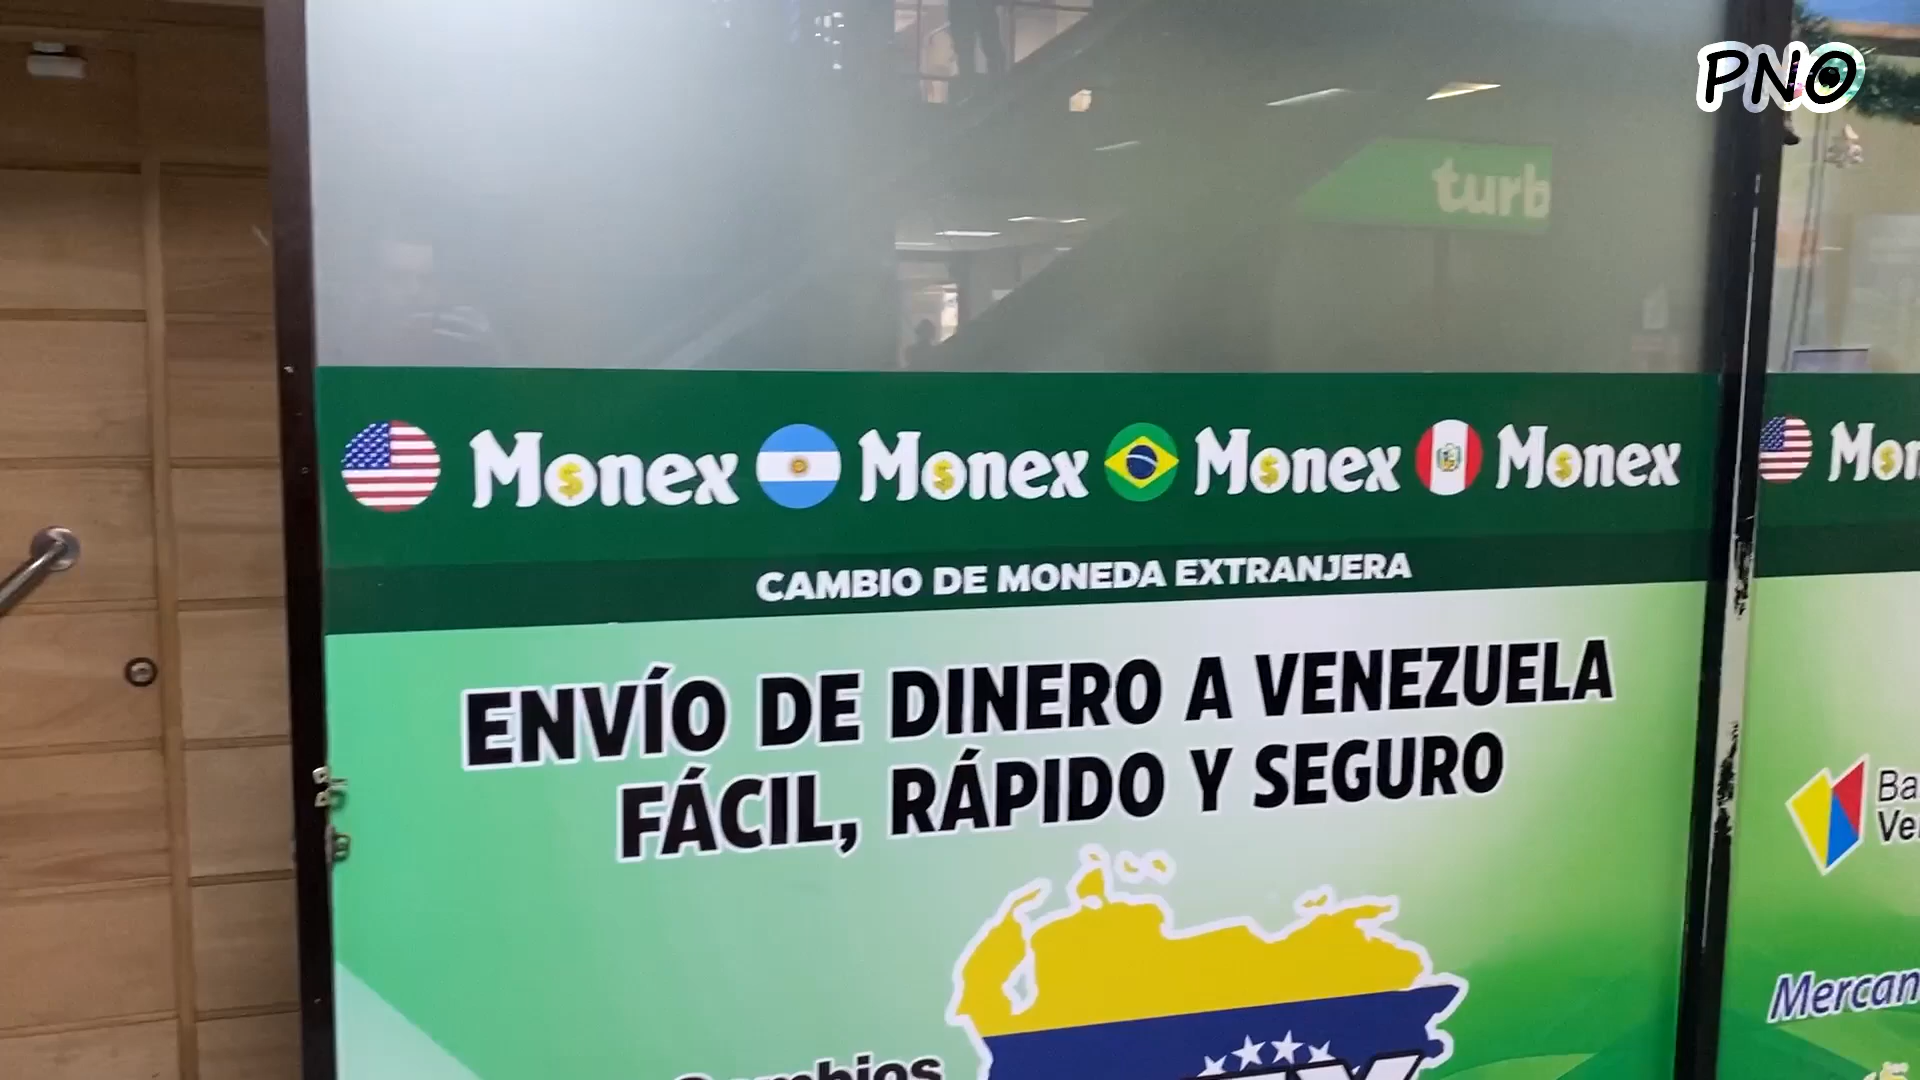 PNO
turb
Monex Monex Monex Monex
CAMBIO DE MONEDA EXTRANJERA
ENVÍO DE DINERO A VENEZUELA
FÁCIL, RÁPIDO Y SEGURO
Mon
Ba
Ve
Mercan
Cambios